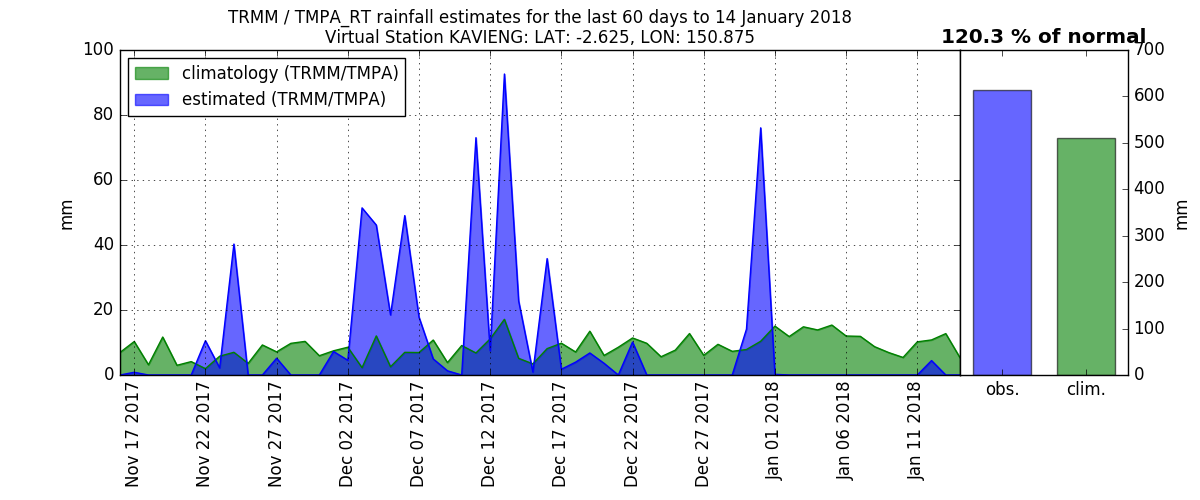 TRMM / TMPA_RT rainfall estimates for the last 60 days to 14 January 2018
Virtual Station KAVIENG: LAT: -2.625, LON: 150.875
120.3 % of normal
climatology (TRMM/TMPA)
estimated (TRMM/TMPA)
mm
100
80
60
40
20
0
Nov 17 2017
Nov 22 2017
Nov 27 2017
Dec 02 2017
Dec 07 2017
Dec 12 2017
Dec 17 2017
Dec 22 2017
Dec 27 2017
Jan 01 2018
Jan 06 2018
Jan 11 2018
obs.
clim.
700
600
500
400
300
200
100
0
mm